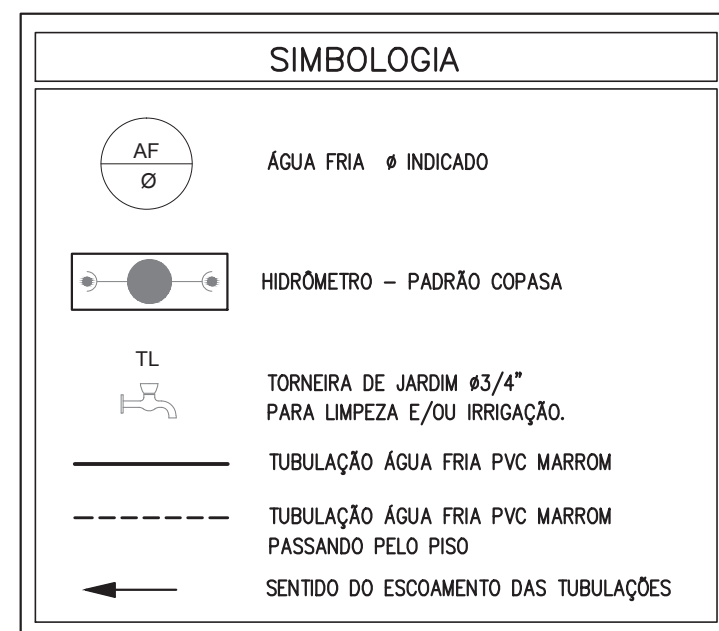 SIMBOLOGIA
AF
Ø
ÁGUA FRIA ø INDICADO
HIDRÔMETRO – PADRÃO COPASA
TL
TORNEIRA DE JARDIM ø3/4"
PARA LIMPEZA E/OU IRRIGAÇÃO.
TUBULAÇÃO ÁGUA FRIA PVC MARROM
TUBULAÇÃO ÁGUA FRIA PVC MARROM
PASSANDO PELO PISO
SENTIDO DO ESCOAMENTO DAS TUBULAÇÕES